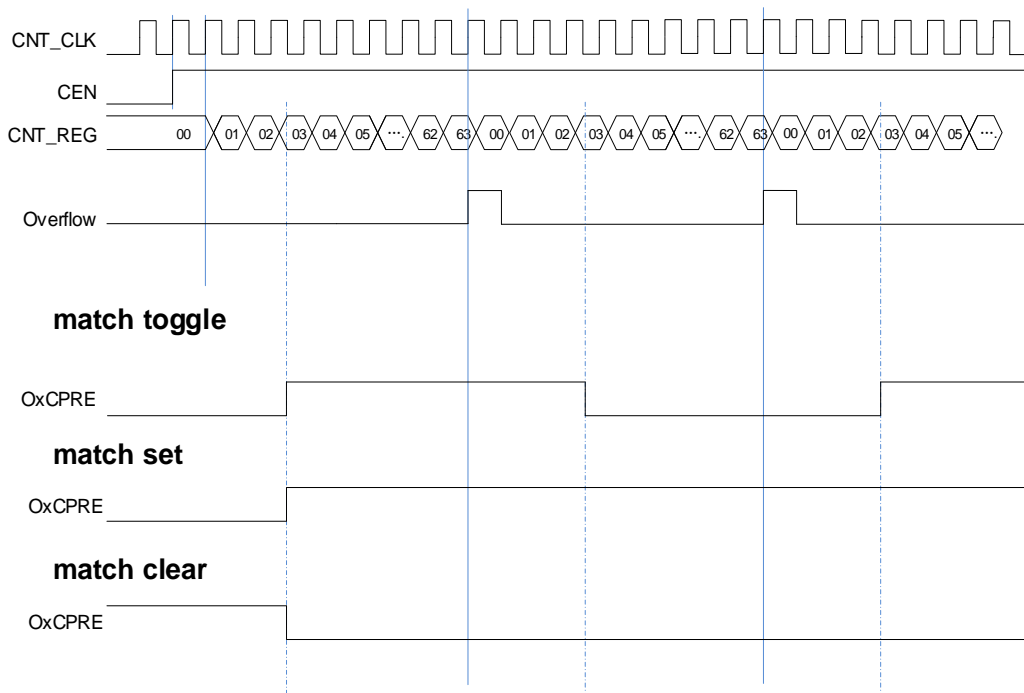 CNT_CLK
CEN
CNT_REG 00 01 02 03 04 05 ···. 62 63 00 01 02 03 04 05 ···. 62 63 00 01 02 03 04 05 ···.
Overflow
match toggle
OxCPRE
match set
OxCPRE
match clear
OxCPRE